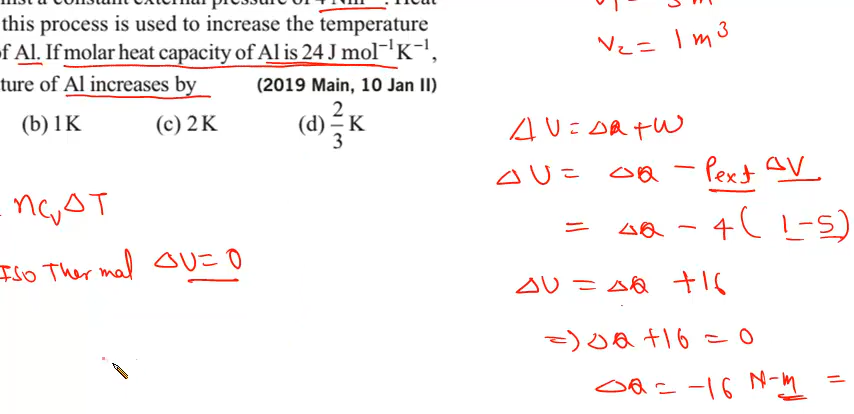 nst a constant external pressure of 4 Nm⁻². Heat
this process is used to increase the temperature
of Al. If molar heat capacity of Al is 24 J mol⁻¹K⁻¹,
ture of Al increases by (2019 Main, 10 Jan II)
(b) 1K (c) 2K (d) 2/3 K
nCᵥΔT
Iso Thermal ΔU = 0
V₂ = 1 m³
ΔU = ΔQ + W
ΔU = ΔQ - Pext ΔV
= ΔQ - 4 ( 1 - 5 )
ΔU = ΔQ + 16
=) ΔQ + 16 = 0
ΔQ = -16 N-m =